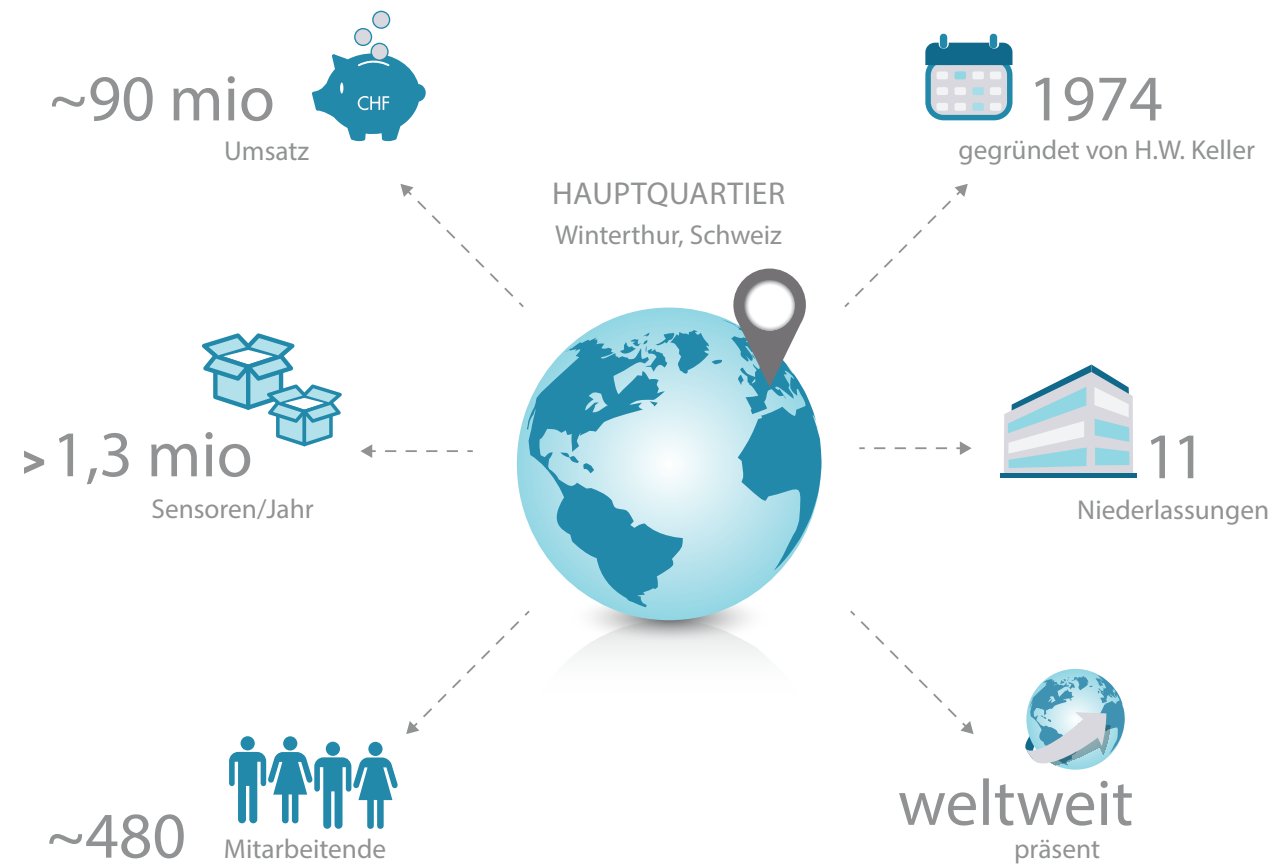 ~90 mio
CHF
Umsatz
1974
gegründet von H.W. Keller
HAUPTQUARTIER
Winterthur, Schweiz
> 1,3 mio
Sensoren/Jahr
11
Niederlassungen
~480
Mitarbeitende
weltweit
präsent